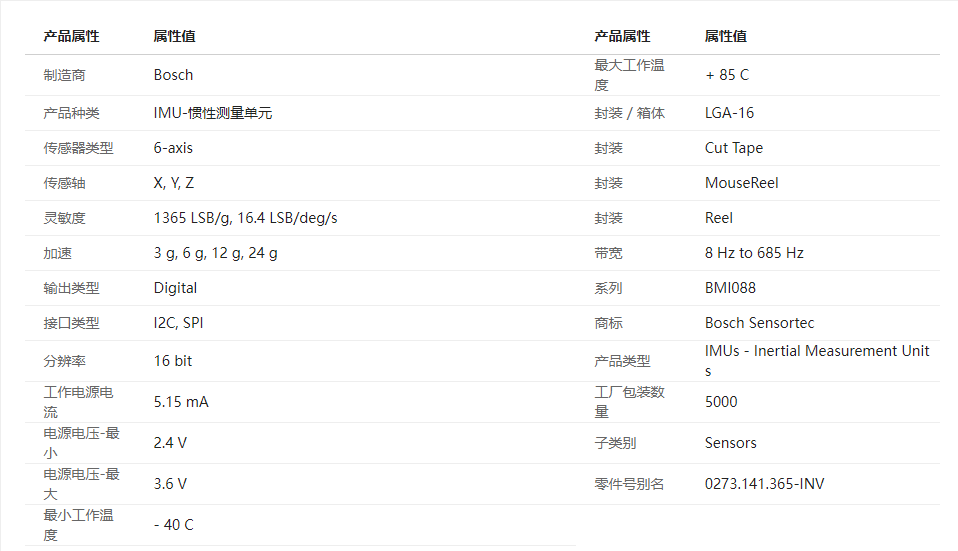 产品属性 属性值
制造商 Bosch
产品种类 IMU-惯性测量单元
传感器类型 6-axis
传感轴 X, Y, Z
灵敏度 1365 LSB/g, 16.4 LSB/deg/s
加速 3 g, 6 g, 12 g, 24 g
输出类型 Digital
接口类型 I2C, SPI
分辨率 16 bit
工作电源电
流 5.15 mA
电源电压-最
小 2.4 V
电源电压-最
大 3.6 V
最小工作温
度 - 40 C
产品属性 属性值
最大工作温
度 + 85 C
封装 / 箱体 LGA-16
封装 Cut Tape
封装 MouseReel
封装 Reel
带宽 8 Hz to 685 Hz
系列 BMI088
商标 Bosch Sensortec
产品类型 IMUs - Inertial Measurement Unit
s
工厂包装数
量 5000
子类别 Sensors
零件号别名 0273.141.365-INV